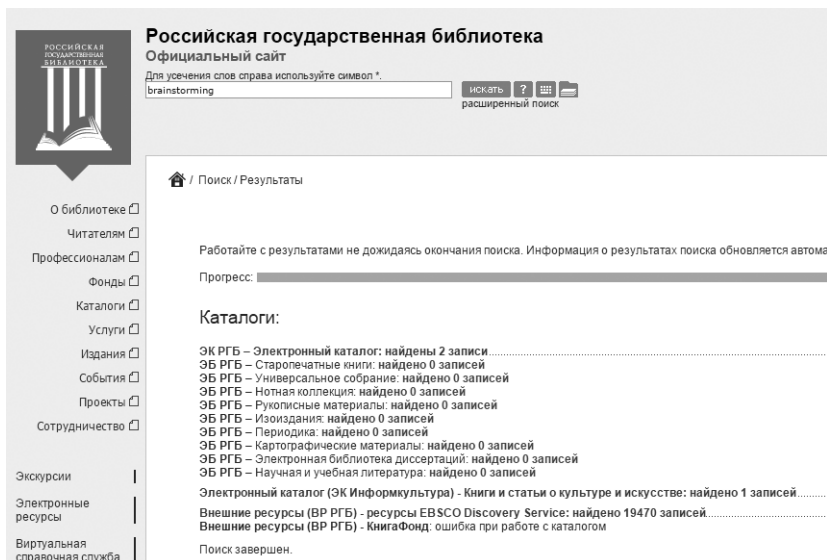 РОССИЙСКАЯ
ГОСУДАРСТВЕННАЯ
БИБЛИОТЕКА
Российская государственная библиотека
Официальный сайт
Для усечения слов справа используйте символ *.
brainstorming
искать ?
расширенный поиск
/ Поиск / Результаты
О библиотеке
Читателям
Профессионалам
Фонды
Каталоги
Услуги
Издания
События
Проекты
Сотрудничество
Экскурсии
Электронные
ресурсы
Виртуальная
справочная служба
Работайте с результатами не дожидаясь окончания поиска. Информация о результатах поиска обновляется автома
Прогресс:
Каталоги:
ЭК РГБ – Электронный каталог: найдены 2 записи
ЭБ РГБ – Старопечатные книги: найдено 0 записей
ЭБ РГБ – Универсальное собрание: найдено 0 записей
ЭБ РГБ – Нотная коллекция: найдено 0 записей
ЭБ РГБ – Рукописные материалы: найдено 0 записей
ЭБ РГБ – Изоиздания: найдено 0 записей
ЭБ РГБ – Периодика: найдено 0 записей
ЭБ РГБ – Картографические материалы: найдено 0 записей
ЭБ РГБ – Электронная библиотека диссертаций: найдено 0 записей
ЭБ РГБ – Научная и учебная литература: найдено 0 записей
Электронный каталог (ЭК Информкультура) - Книги и статьи о культуре и искусстве: найдено 1 записей
Внешние ресурсы (ВР РГБ) - ресурсы EBSCO Discovery Service: найдено 19470 записей
Внешние ресурсы (ВР РГБ) - КнигаФонд: ошибка при работе с каталогом
Поиск завершен.